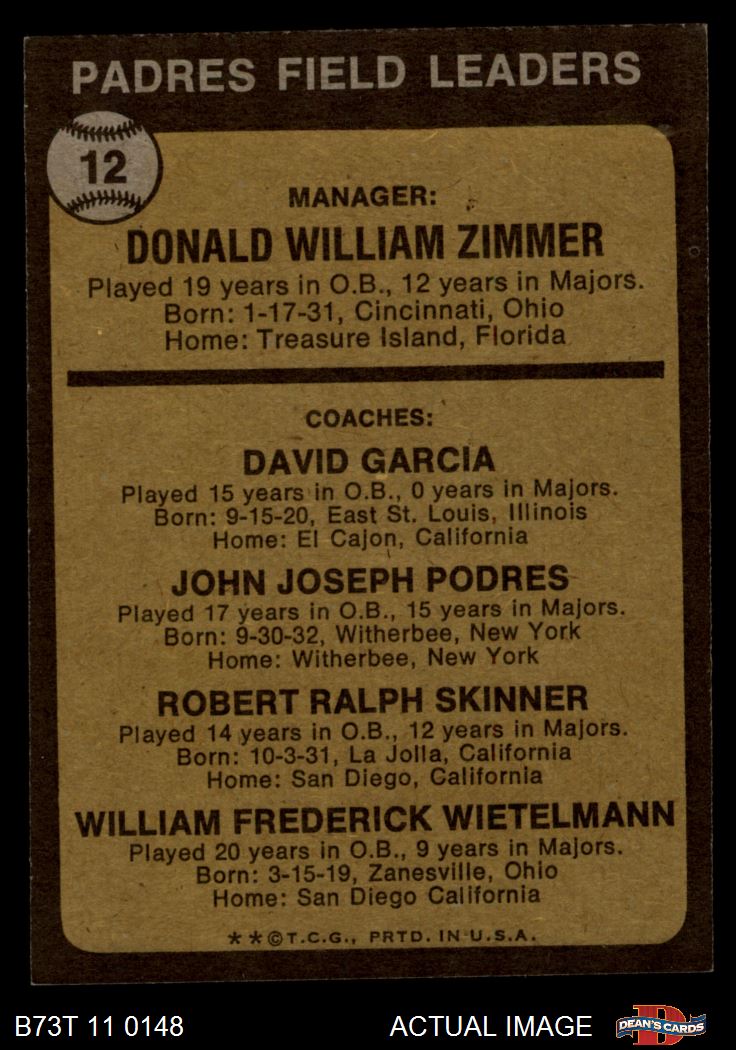 PADRES FIELD LEADERS
12
MANAGER:
DONALD WILLIAM ZIMMER
Played 19 years in O.B., 12 years in Majors.
Born: 1-17-31, Cincinnati, Ohio
Home: Treasure Island, Florida
COACHES:
DAVID GARCIA
Played 15 years in O.B., 0 years in Majors.
Born: 9-15-20, East St. Louis, Illinois
Home: El Cajon, California
JOHN JOSEPH PODRES
Played 17 years in O.B., 15 years in Majors.
Born: 9-30-32, Witherbee, New York
Home: Witherbee, New York
ROBERT RALPH SKINNER
Played 14 years in O.B., 12 years in Majors.
Born: 10-3-31, La Jolla, California
Home: San Diego, California
WILLIAM FREDERICK WIETELMANN
Played 20 years in O.B., 9 years in Majors.
Born: 3-15-19, Zanesville, Ohio
Home: San Diego California
**©T.C.G., PRTD. IN U.S.A.
B73T 11 0148
ACTUAL IMAGE
D
DEAN'S CARDS